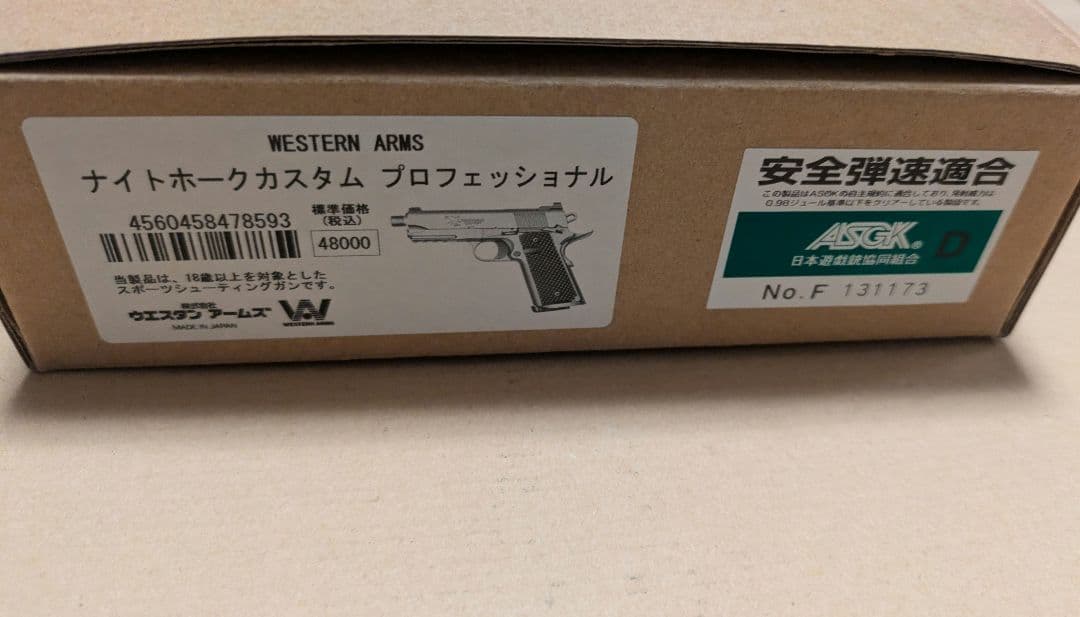 WESTERN ARMS
ナイトホークカスタム プロフェッショナル
4560458478593
標準価格
(税込)
48000
当製品は、18歳以上を対象とした
スポーツシューティングガンです。
株式会社
ウエスタン アームズ™
MADE IN JAPAN
WESTERN ARMS
安全弾速適合
この製品はASGKの自主規約に適合しており、発射威力は
0.98ジュール基準以下をクリアーしている製品です。
ASGK® D
日本遊戯銃協同組合
No.F 131173